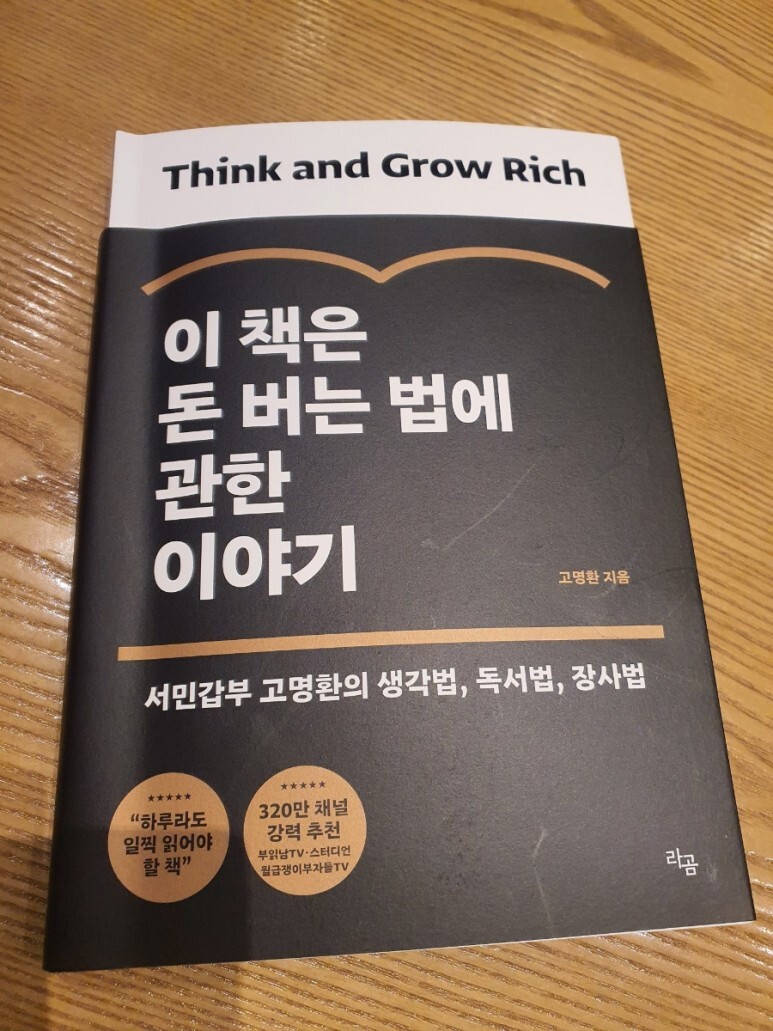 Think and Grow Rich
이 책은
돈 버는 법에
관한
이야기
고명환 지음
서민갑부 고명환의 생각법, 독서법, 장사법
★★★★★
“하루라도
일찍 읽어야
할 책”
★★★★★
320만 채널
강력 추천
부읽남TV·스터디언
월급쟁이부자들TV
라곰